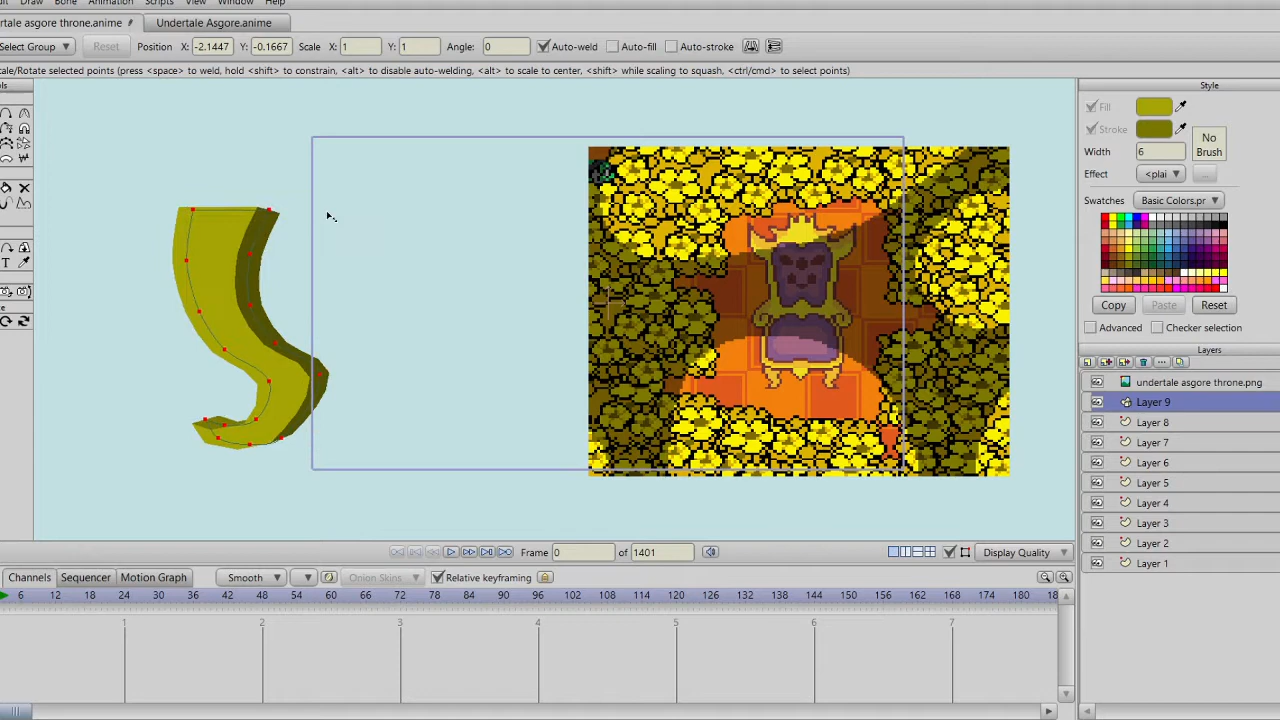 Draw Bone Animation Scripts View Window Help
tale asgore throne.anime Undertale Asgore.anime
Select Group Reset Position X: -2.1447 Y: -0.1667 Scale X: 1 Y: 1 Angle: 0 Auto-weld Auto-fill Auto-stroke
Scale/Rotate selected points (press <space> to weld, hold <shift> to constrain, <alt> to disable auto-welding, <alt> to scale to center, <shift> while scaling to squash, <ctrl/cmd> to select points)
Style
Fill
Stroke
No Brush
Width 6
Effect <plai
Swatches Basic Colors.pr
Copy Paste Reset
Advanced Checker selection
Layers
undertale asgore throne.png
Layer 9
Layer 8
Layer 7
Layer 6
Layer 5
Layer 4
Layer 3
Layer 2
Layer 1
Frame 0 of 1401 Display Quality
Channels Sequencer Motion Graph Smooth Onion Skins Relative keyframing
6 12 18 24 30 36 42 48 54 60 66 72 78 84 90 96 102 108 114 120 126 132 138 144 150 156 162 168 174 180 18
1 2 3 4 5 6 7